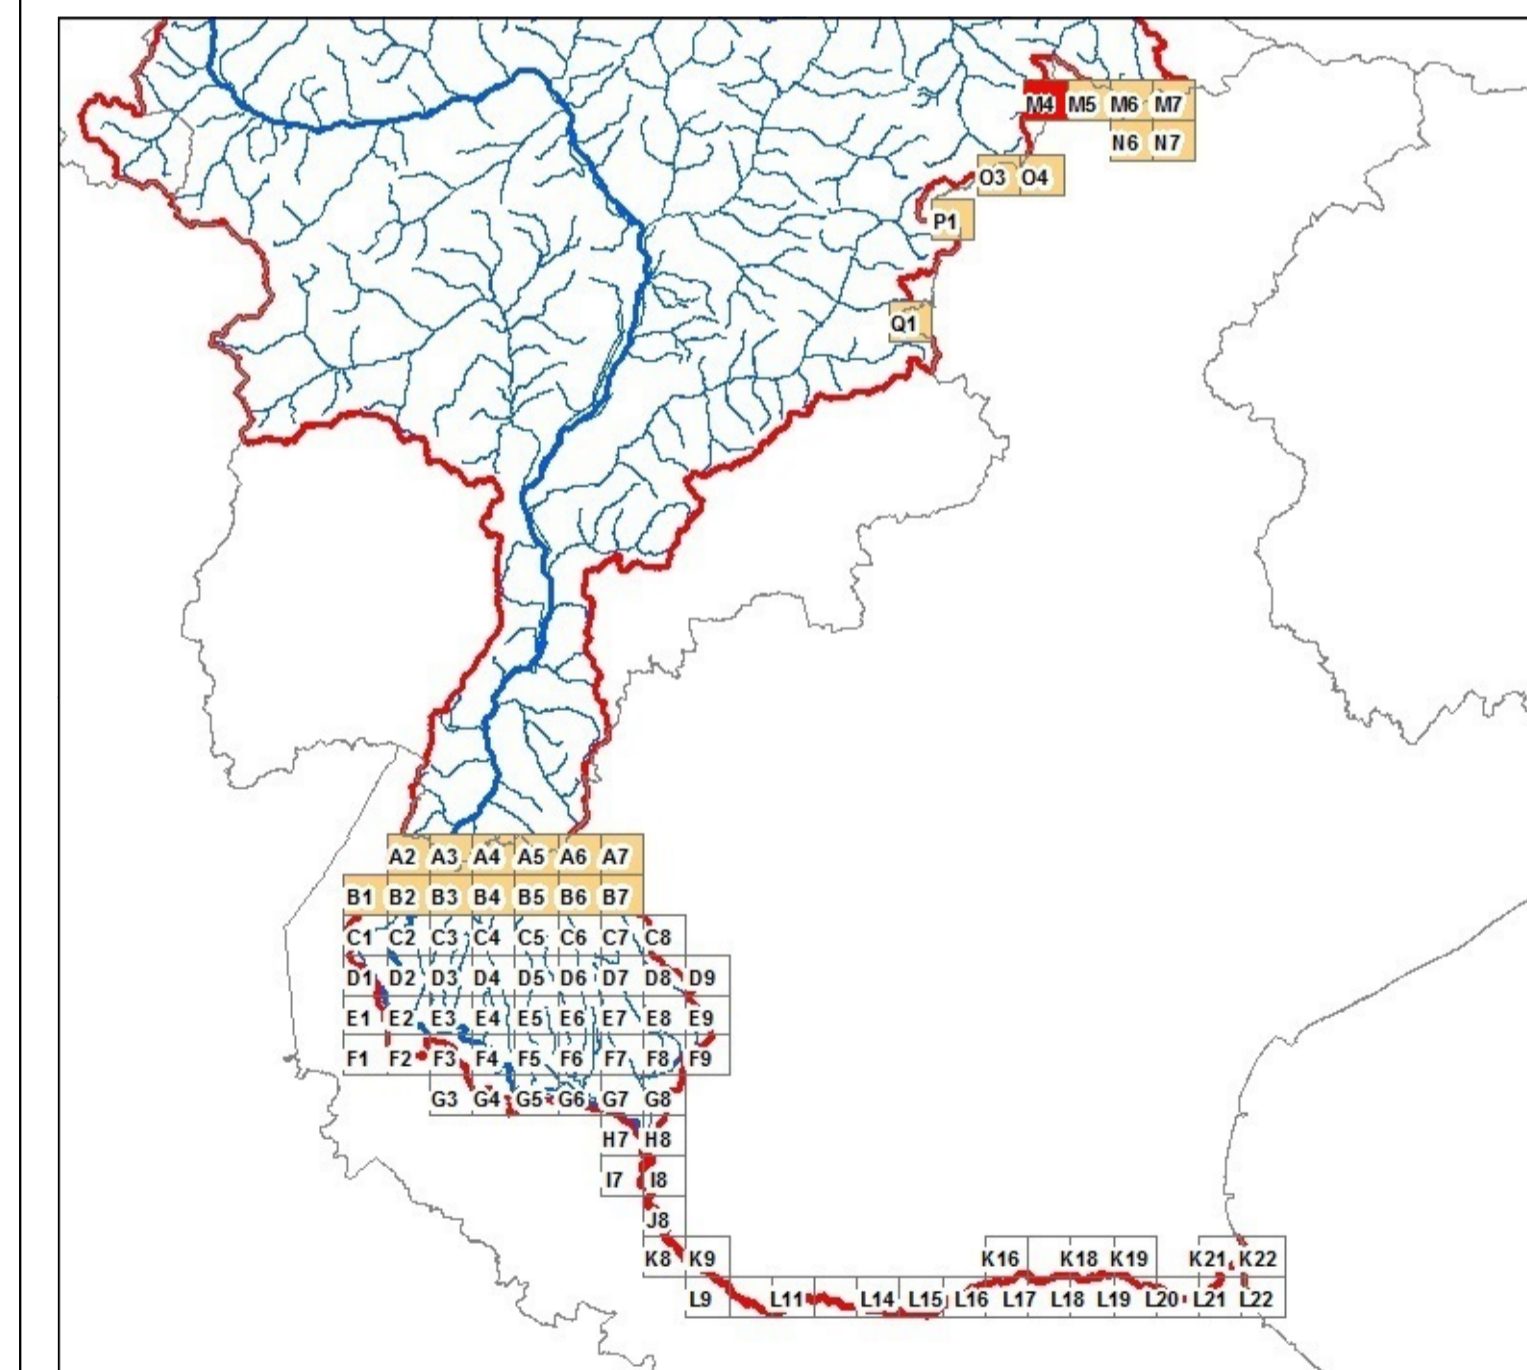 M4 M5 M6 M7
N6 N7
O3 O4
P1
Q1
A2 A3 A4 A5 A6 A7
B1 B2 B3 B4 B5 B6 B7
C1 C2 C3 C4 C5 C6 C7 C8
D1 D2 D3 D4 D5 D6 D7 D8 D9
E1 E2 E3 E4 E5 E6 E7 E8 E9
F1 F2 F3 F4 F5 F6 F7 F8 F9
G3 G4 G5 G6 G7 G8
H7 H8
I7 I8
J8
K8 K9 K16 K18 K19 K21 K22
L9 L11 L14 L15 L16 L17 L18 L19 L20 L21 L22